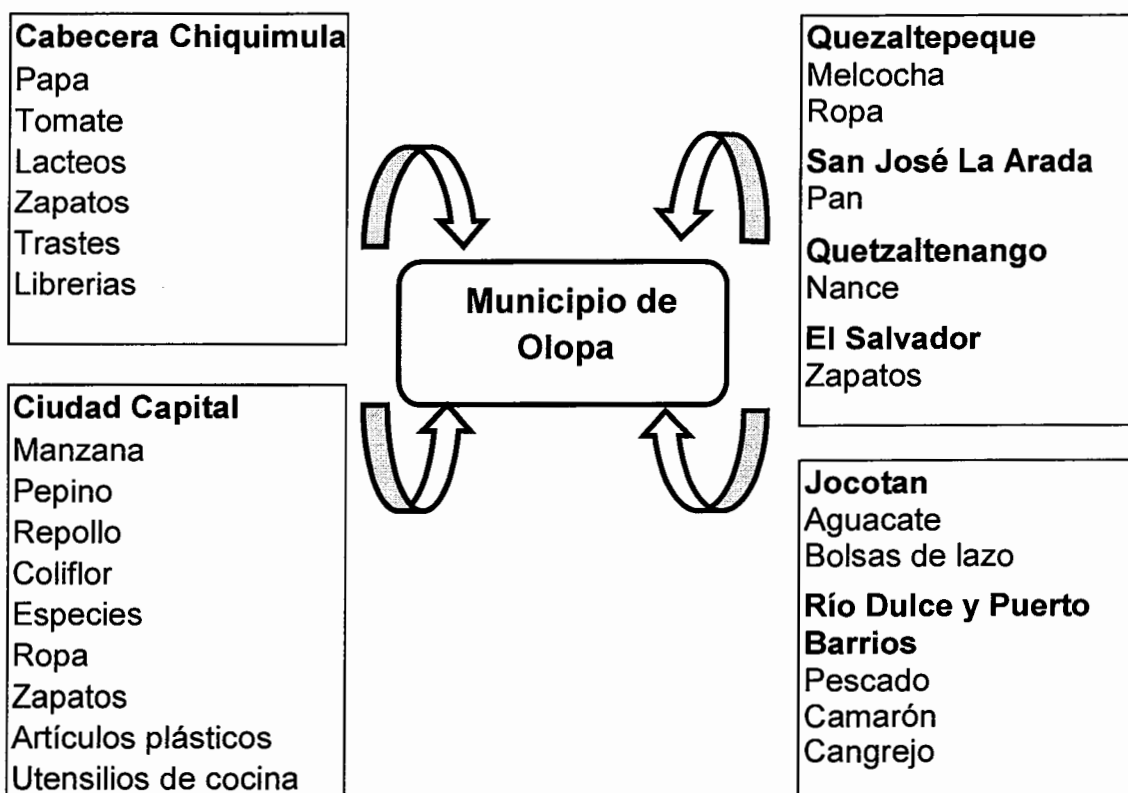 Cabecera Chiquimula
Papa
Tomate
Lacteos
Zapatos
Trastes
Librerias
Ciudad Capital
Manzana
Pepino
Repollo
Coliflor
Especies
Ropa
Zapatos
Artículos plásticos
Utensilios de cocina
Municipio de
Olopa
Quezaltepeque
Melcocha
Ropa
San José La Arada
Pan
Quetzaltenango
Nance
El Salvador
Zapatos
Jocotan
Aguacate
Bolsas de lazo
Río Dulce y Puerto
Barrios
Pescado
Camarón
Cangrejo